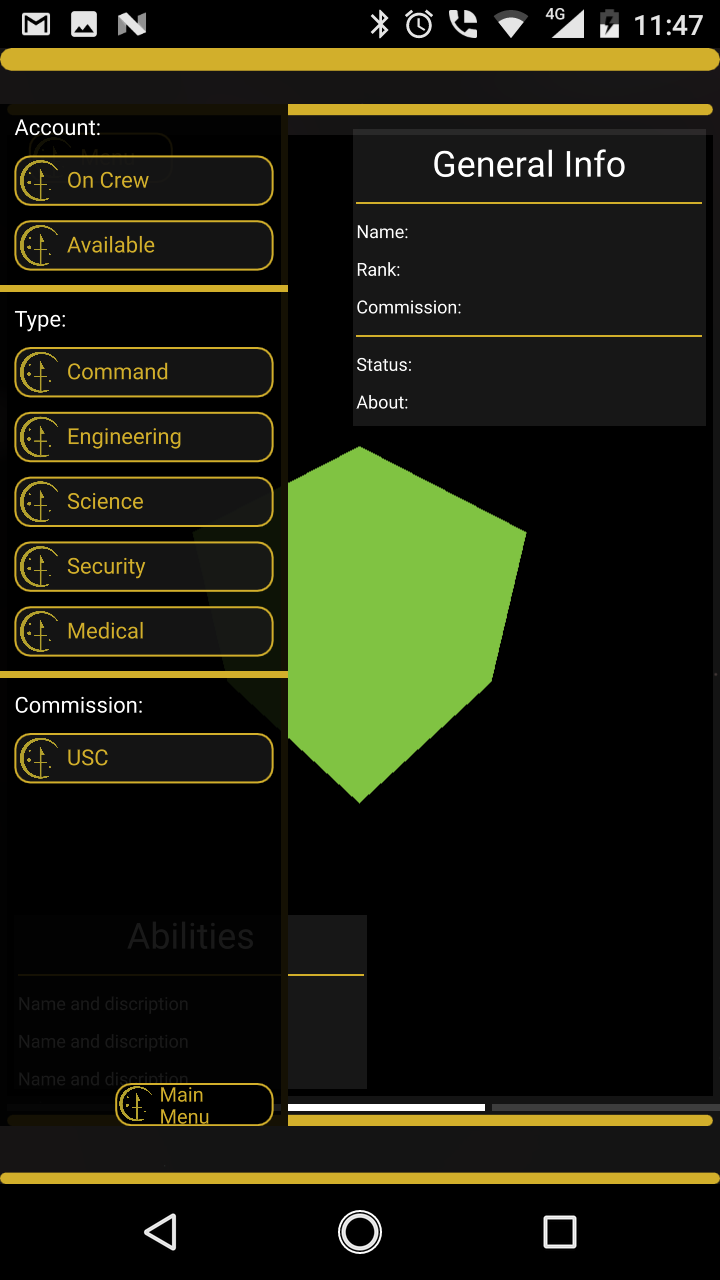 4G
11:47
Account:
Menu
On Crew
Available
Type:
Command
Engineering
Science
Security
Medical
Commission:
USC
General Info
Name:
Rank:
Commission:
Status:
About:
Abilities
Name and discription
Name and discription
Name and discription
Main
Menu